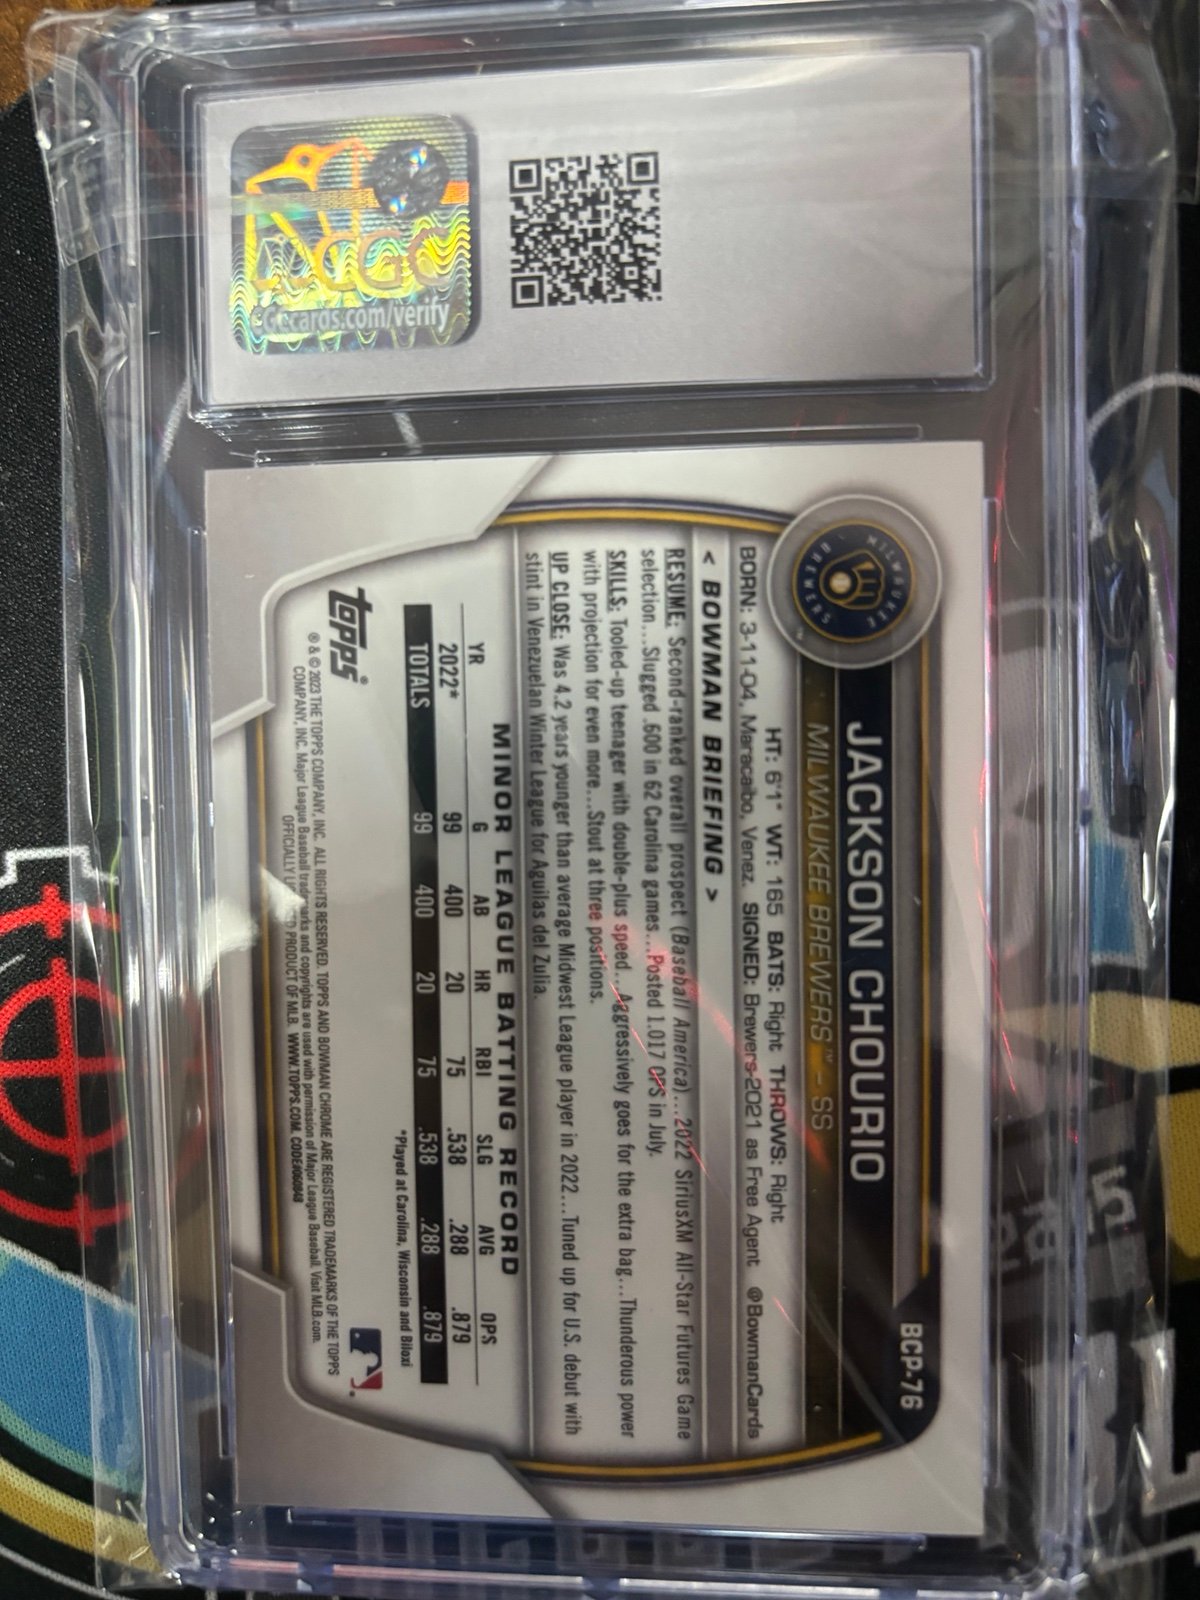 CGC
CGCcards.com/verify
BCP-76
JACKSON CHOURIO
MILWAUKEE BREWERS™ - SS
MILWAUKEE BREWERS
HT: 6'1" WT: 165 BATS: Right THROWS: Right
BORN: 3-11-04, Maracaibo, Venez. SIGNED: Brewers-2021 as Free Agent @BowmanCards
< BOWMAN BRIEFING >
RESUME: Second-ranked overall prospect (Baseball America)...2022 SiriusXM All-Star Futures Game
selection...Slugged .600 in 62 Carolina games...Posted 1.017 OPS in July.
SKILLS: Tooled-up teenager with double-plus speed...Aggressively goes for the extra bag...Thunderous power
with projection for even more...Stout at three positions.
UP CLOSE: Was 4.2 years younger than average Midwest League player in 2022...Tuned up for U.S. debut with
stint in Venezuelan Winter League for Aguilas del Zulia.
MINOR LEAGUE BATTING RECORD
YR G AB HR RBI SLG AVG OPS
2022* 99 400 20 75 .538 .288 .879
TOTALS 99 400 20 75 .538 .288 .879
*Played at Carolina, Wisconsin and Biloxi
topps®
® & © 2023 THE TOPPS COMPANY, INC. ALL RIGHTS RESERVED. TOPPS AND BOWMAN CHROME ARE REGISTERED TRADEMARKS OF THE TOPPS
COMPANY, INC. Major League Baseball trademarks and copyrights are used with permission of Major League Baseball. Visit MLB.com.
OFFICIALLY LICENSED PRODUCT OF MLB. WWW.TOPPS.COM. CODE#060848